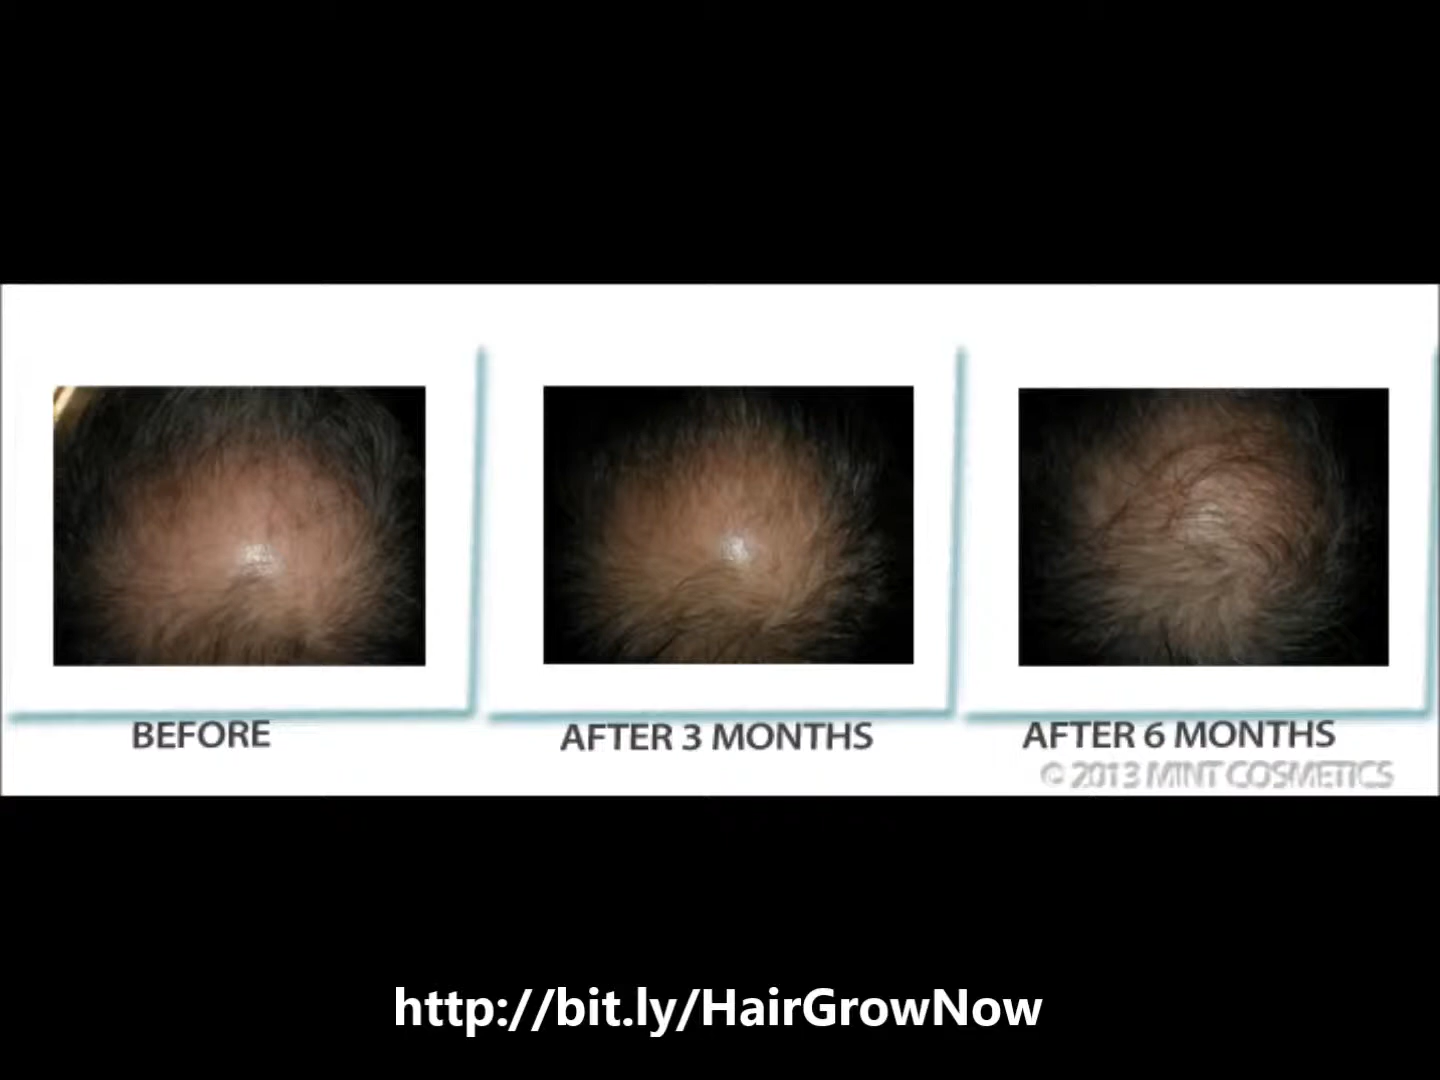 BEFORE
AFTER 3 MONTHS
AFTER 6 MONTHS
© 2013 MINT COSMETICS
http://bit.ly/HairGrowNow